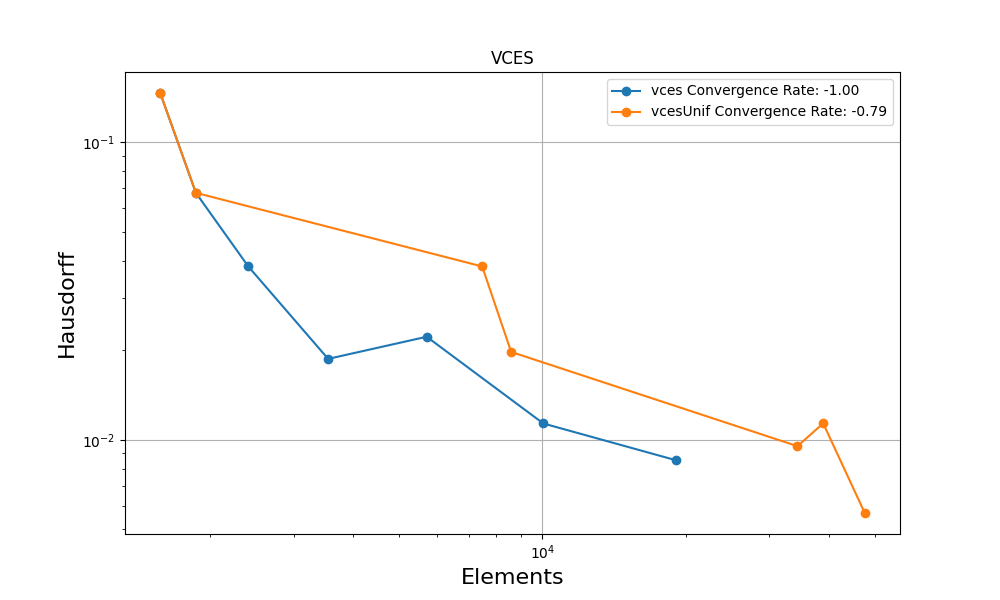 VCES
vces Convergence Rate: -1.00
vcesUnif Convergence Rate: -0.79
Hausdorff
10⁻¹
10⁻²
10⁴
Elements